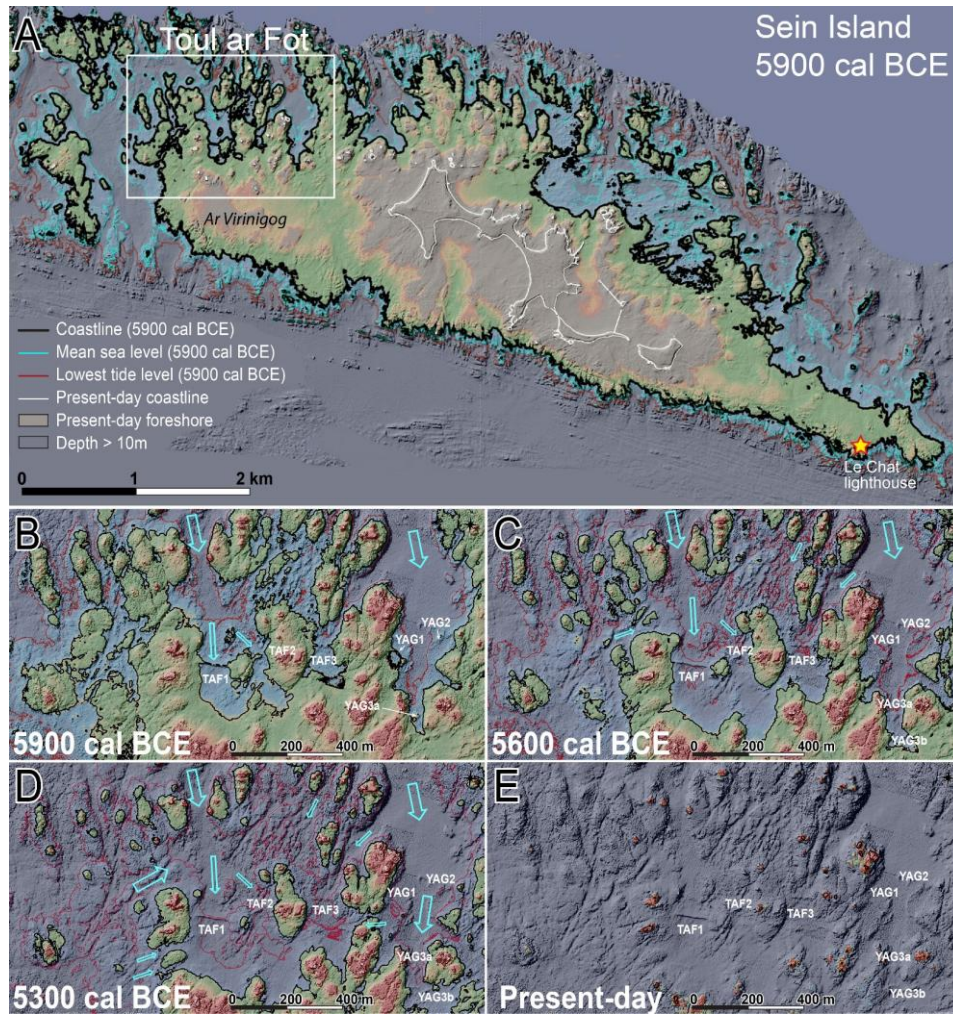 A
Toul ar Fot
Sein Island
5900 cal BCE
Ar Virinigog
Coastline (5900 cal BCE)
Mean sea level (5900 cal BCE)
Lowest tide level (5900 cal BCE)
Present-day coastline
Present-day foreshore
Depth > 10m
0 1 2 km
Le Chat
lighthouse
B
YAG2
YAG1
TAF2
TAF3
TAF1
YAG3a
5900 cal BCE
0 200 400 m
C
YAG2
YAG1
TAF2
TAF3
TAF1
YAG3a
YAG3b
5600 cal BCE
0 200 400 m
D
YAG2
YAG1
TAF2
TAF3
TAF1
YAG3a
YAG3b
5300 cal BCE
0 200 400 m
E
YAG2
YAG1
TAF2
TAF3
TAF1
YAG3a
YAG3b
Present-day
0 200 400 m